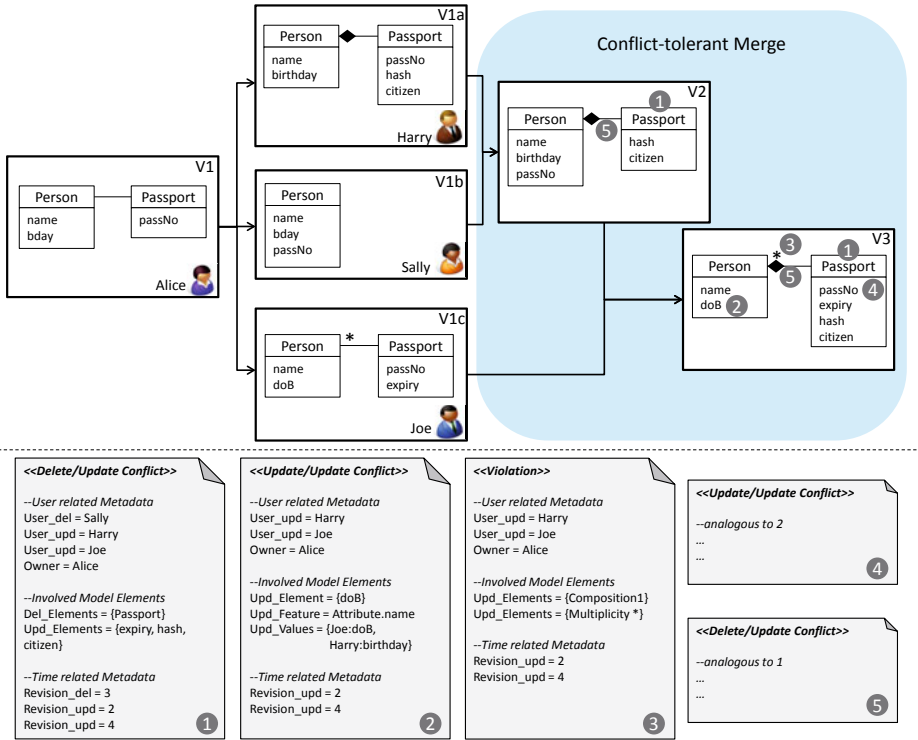 V1a
Person
Passport
name
birthday
passNo
hash
citizen
Harry
Conflict-tolerant Merge
V2
1
Person
Passport
5
name
birthday
passNo
hash
citizen
V1
Person
Passport
name
bday
passNo
Alice
V1b
Person
name
bday
passNo
Sally
V3
3
1
*
Person
Passport
5
name
doB
2
passNo
4
expiry
hash
citizen
V1c
Person
*
Passport
name
doB
passNo
expiry
Joe
<<Delete/Update Conflict>>
--User related Metadata
User_del = Sally
User_upd = Harry
User_upd = Joe
Owner = Alice
--Involved Model Elements
Del_Elements = {Passport}
Upd_Elements = {expiry, hash,
citizen}
--Time related Metadata
Revision_del = 3
Revision_upd = 2
Revision_upd = 4
1
<<Update/Update Conflict>>
--User related Metadata
User_upd = Harry
User_upd = Joe
Owner = Alice
--Involved Model Elements
Upd_Element = {doB}
Upd_Feature = Attribute.name
Upd_Values = {Joe:doB,
Harry:birthday}
--Time related Metadata
Revision_upd = 2
Revision_upd = 4
2
<<Violation>>
--User related Metadata
User_upd = Harry
User_upd = Joe
Owner = Alice
--Involved Model Elements
Upd_Elements = {Composition1}
Upd_Elements = {Multiplicity *}
--Time related Metadata
Revision_upd = 2
Revision_upd = 4
3
<<Update/Update Conflict>>
--analogous to 2
...
...
4
<<Delete/Update Conflict>>
--analogous to 1
...
...
5